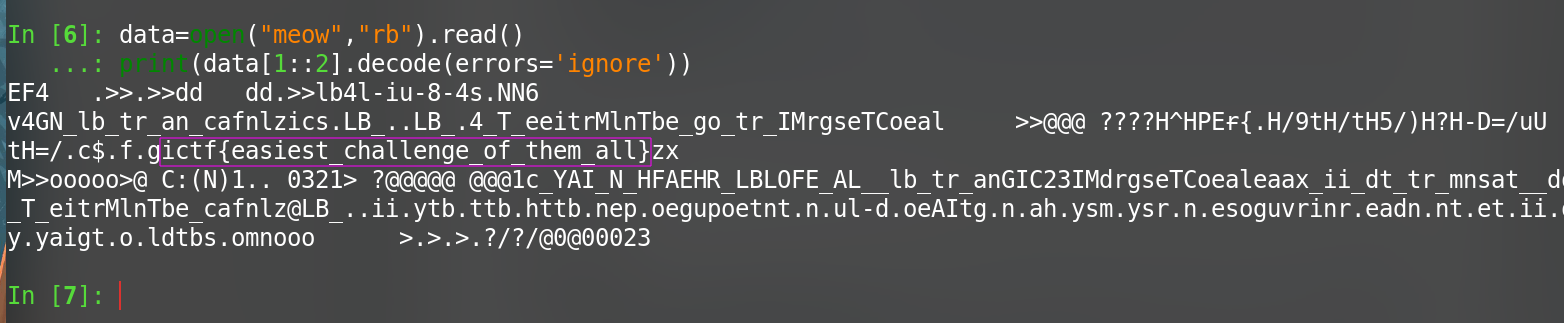 In [6]: data=open("meow","rb").read()
   ...: print(data[1::2].decode(errors='ignore'))
EF4   .>>.>>dd   dd.>>lb4l-iu-8-4s.NN6
v4GN_lb_tr_an_cafnlzics.LB_..LB_.4_T_eeitrMlnTbe_go_tr_IMrgseTCoeal      >>@@@ ????H^HPEғ{.H/9tH/tH5/)H?H-D=/uU
tH=/.c$.f.gictf{easiest_challenge_of_them_all}zx
M>>ooooo>@ C:(N)1.. 0321> ?@@@@@ @@@1c_YAI_N_HFAEHR_LBLOFE_AL__lb_tr_anGIC23IMdrgseTCoealeaax_ii_dt_tr_mnsat__d
_T_eitrMlnTbe_cafnlz@LB_..ii.ytb.ttb.httb.nep.oegupoetnt.n.ul-d.oeAItg.n.ah.ysm.ysr.n.esoguvrinr.eadn.nt.et.ii.
y.yaigt.o.ldtbs.omnooo      >.>.>.?/?/@0@00023
In [7]: